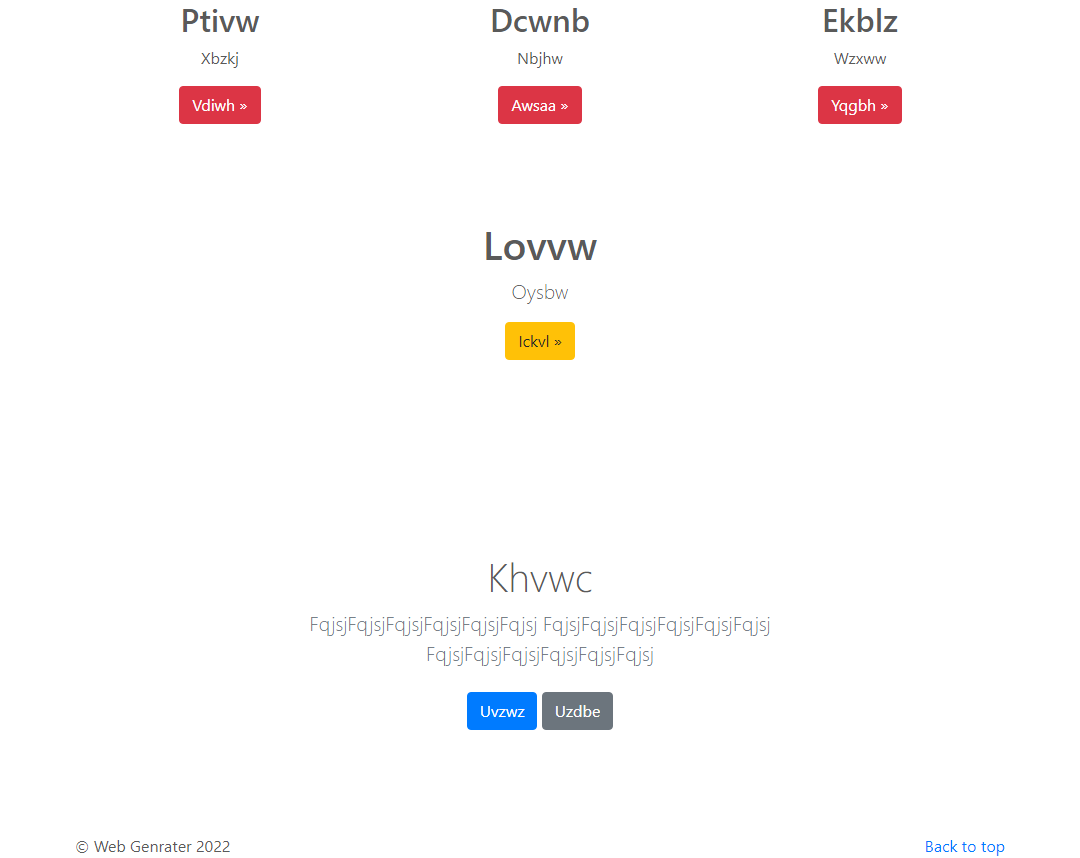 Ptivw
Dcwnb
Ekblz
Xbzkj
Nbjhw
Wzxww
Vdiwh »
Awsaa »
Yqgbh »
Lovvw
Oysbw
Ickvl »
Khvwc
FqjsjFqjsjFqjsjFqjsjFqjsjFqjsj FqjsjFqjsjFqjsjFqjsjFqjsjFqjsj
FqjsjFqjsjFqjsjFqjsjFqjsjFqjsj
Uvzwz
Uzdbe
© Web Genrater 2022
Back to top